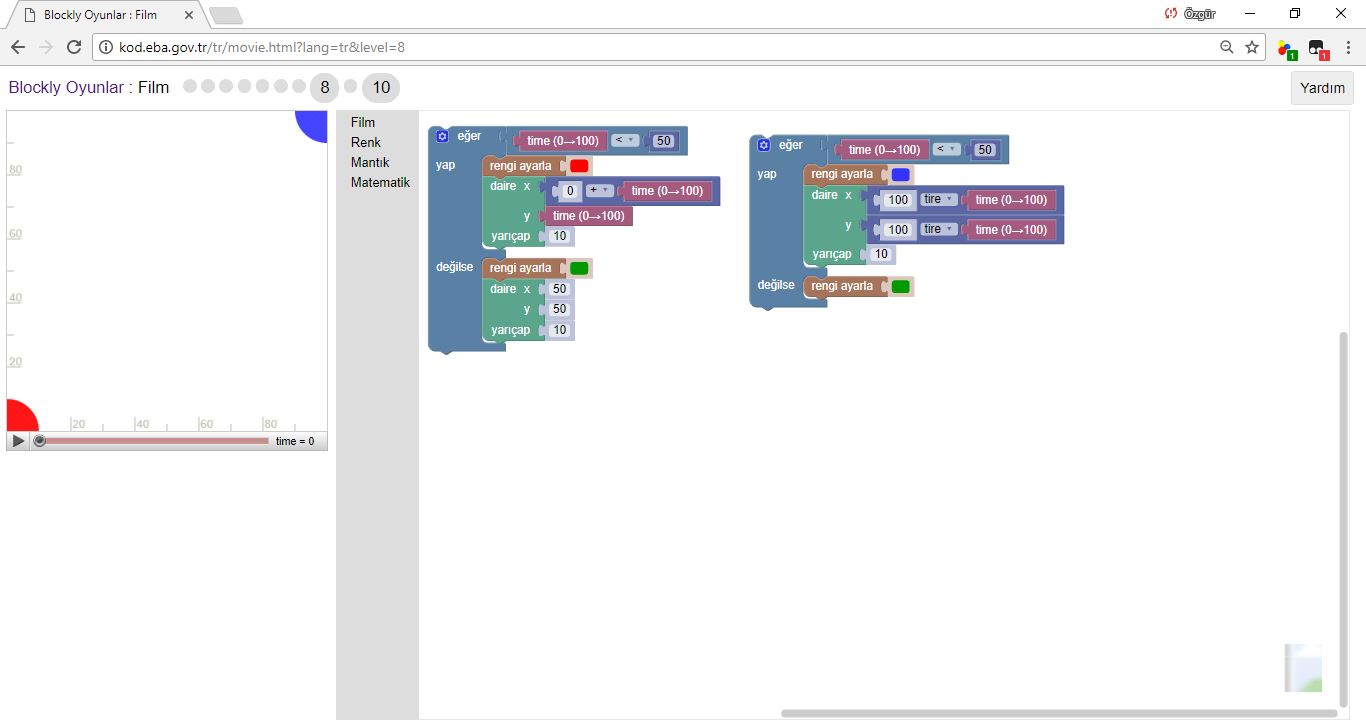 Blockly Oyunlar : Film
Özgür
kod.eba.gov.tr/tr/movie.html?lang=tr&level=8
1
1
Blockly Oyunlar : Film
8
10
Yardım
80
60
40
20
20
40
60
80
time = 0
Film
Renk
Mantık
Matematik
eğer
time (0→100)
<
50
yap
rengi ayarla
daire x
0
+
time (0→100)
y
time (0→100)
yarıçap
10
değilse
rengi ayarla
daire x
50
y
50
yarıçap
10
eğer
time (0→100)
<
50
yap
rengi ayarla
daire x
100
tire
time (0→100)
y
100
tire
time (0→100)
yarıçap
10
değilse
rengi ayarla